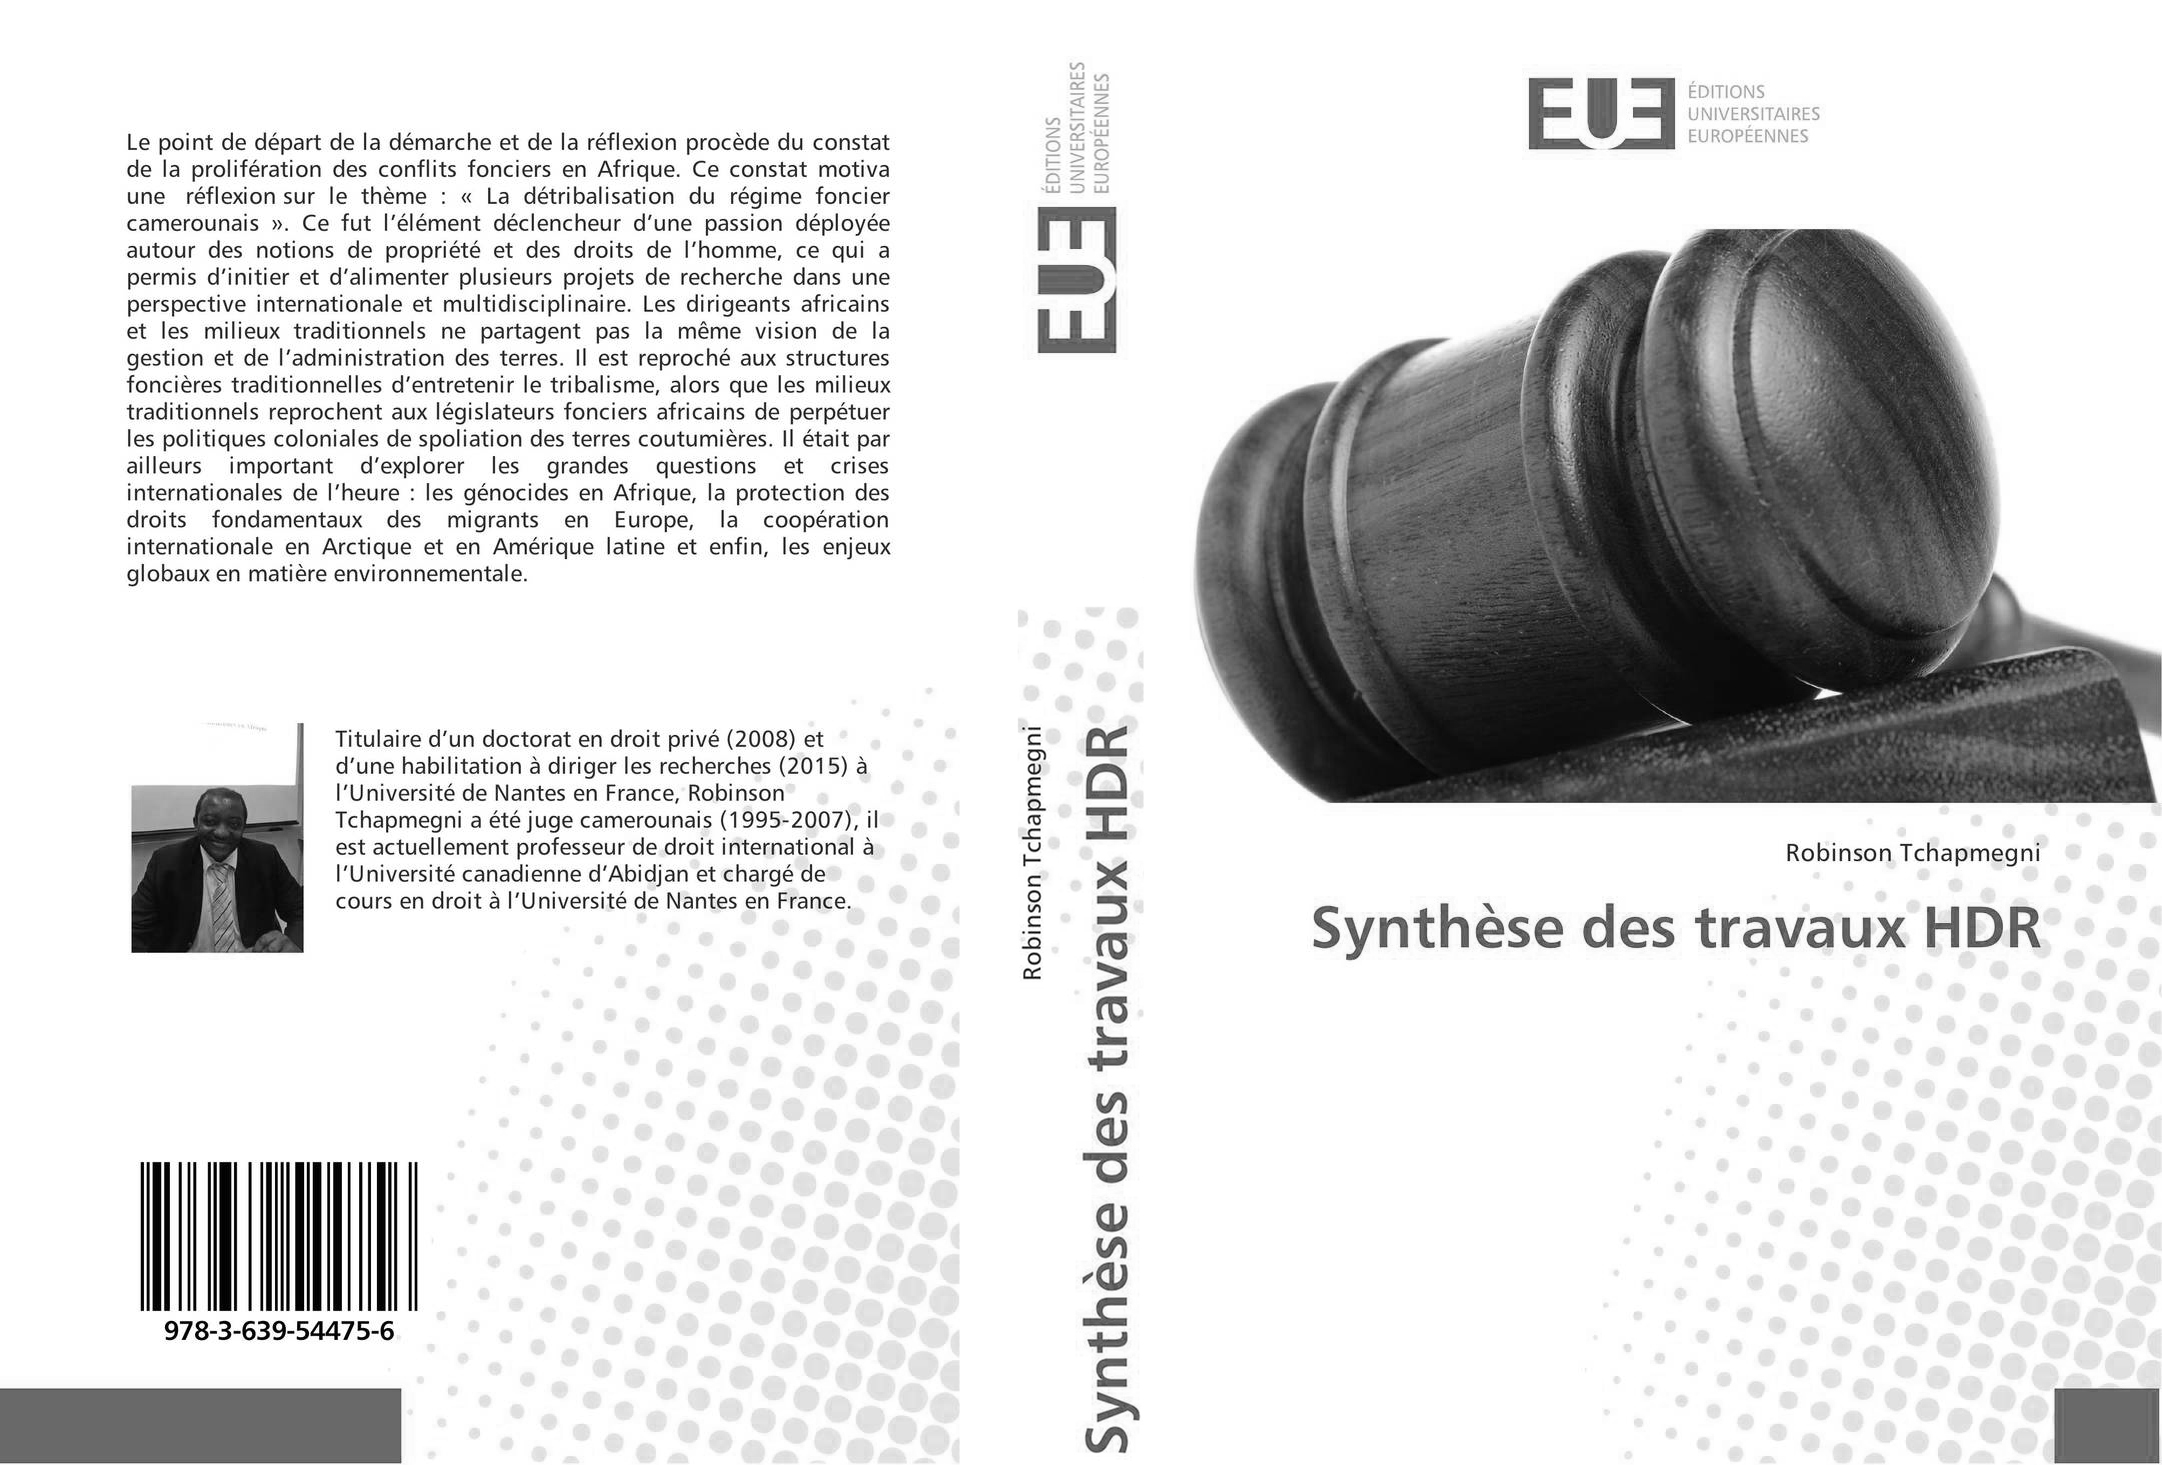 Le point de départ de la démarche et de la réflexion procède du constat
de la prolifération des conflits fonciers en Afrique. Ce constat motiva
une réflexion sur le thème : « La détribalisation du régime foncier
camerounais ». Ce fut l’élément déclencheur d’une passion déployée
autour des notions de propriété et des droits de l’homme, ce qui a
permis d’initier et d’alimenter plusieurs projets de recherche dans une
perspective internationale et multidisciplinaire. Les dirigeants africains
et les milieux traditionnels ne partagent pas la même vision de la
gestion et de l’administration des terres. Il est reproché aux structures
foncières traditionnelles d’entretenir le tribalisme, alors que les milieux
traditionnels reprochent aux législateurs fonciers africains de perpétuer
les politiques coloniales de spoliation des terres coutumières. Il était par
ailleurs important d’explorer les grandes questions et crises
internationales de l’heure : les génocides en Afrique, la protection des
droits fondamentaux des migrants en Europe, la coopération
internationale en Arctique et en Amérique latine et enfin, les enjeux
globaux en matière environnementale.
Titulaire d’un doctorat en droit privé (2008) et
d’une habilitation à diriger les recherches (2015) à
l’Université de Nantes en France, Robinson
Tchapmegni a été juge camerounais (1995-2007), il
est actuellement professeur de droit international à
l’Université canadienne d’Abidjan et chargé de
cours en droit à l’Université de Nantes en France.
978-3-639-54475-6
EUE
ÉDITIONS
UNIVERSITAIRES
EUROPÉENNES
Robinson Tchapmegni
Synthèse des travaux HDR
EUE
ÉDITIONS
UNIVERSITAIRES
EUROPÉENNES
Robinson Tchapmegni
Synthèse des travaux HDR